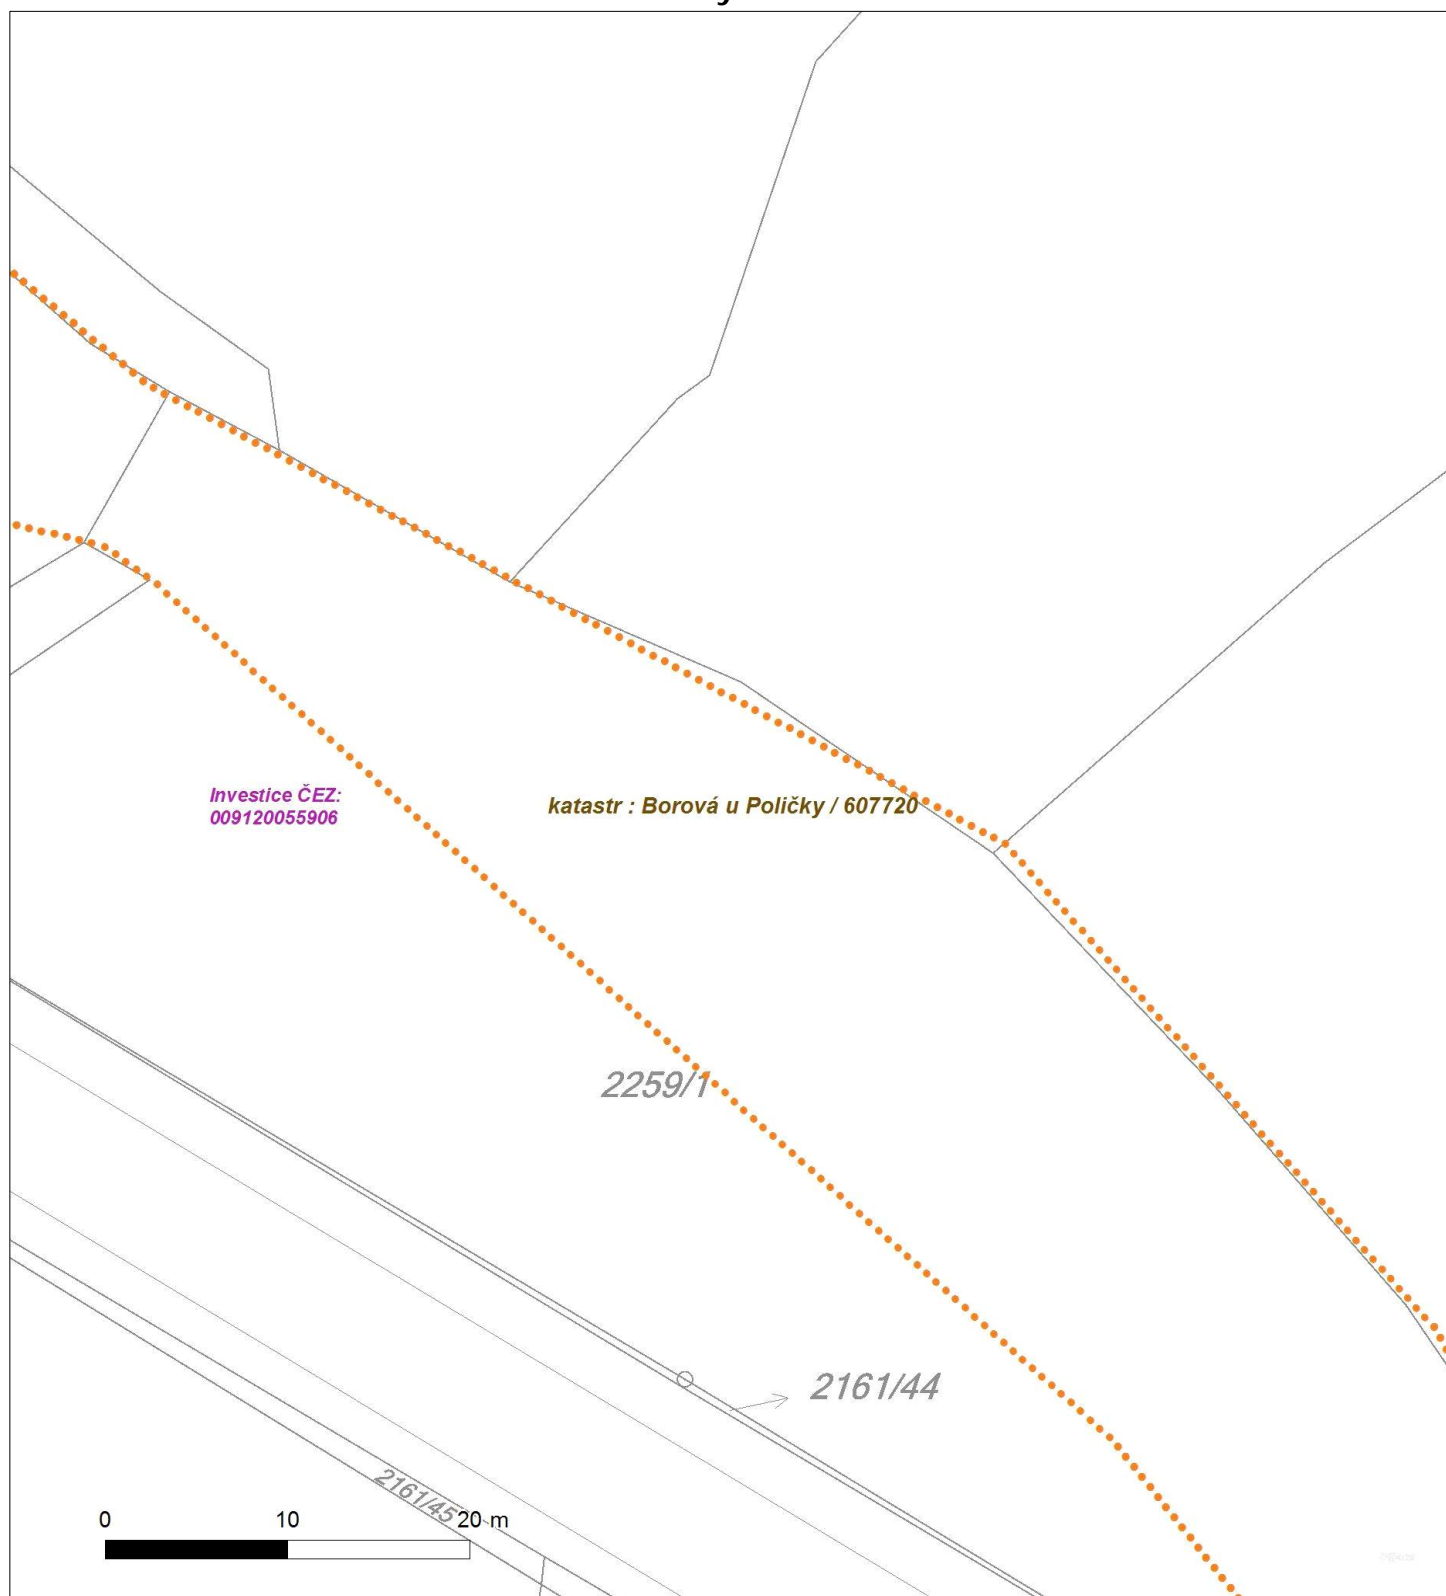 Investice ČEZ:
009120055906
katastr : Borová u Poličky / 607720
2259/1
2161/44
2161/45
0 10 20 m